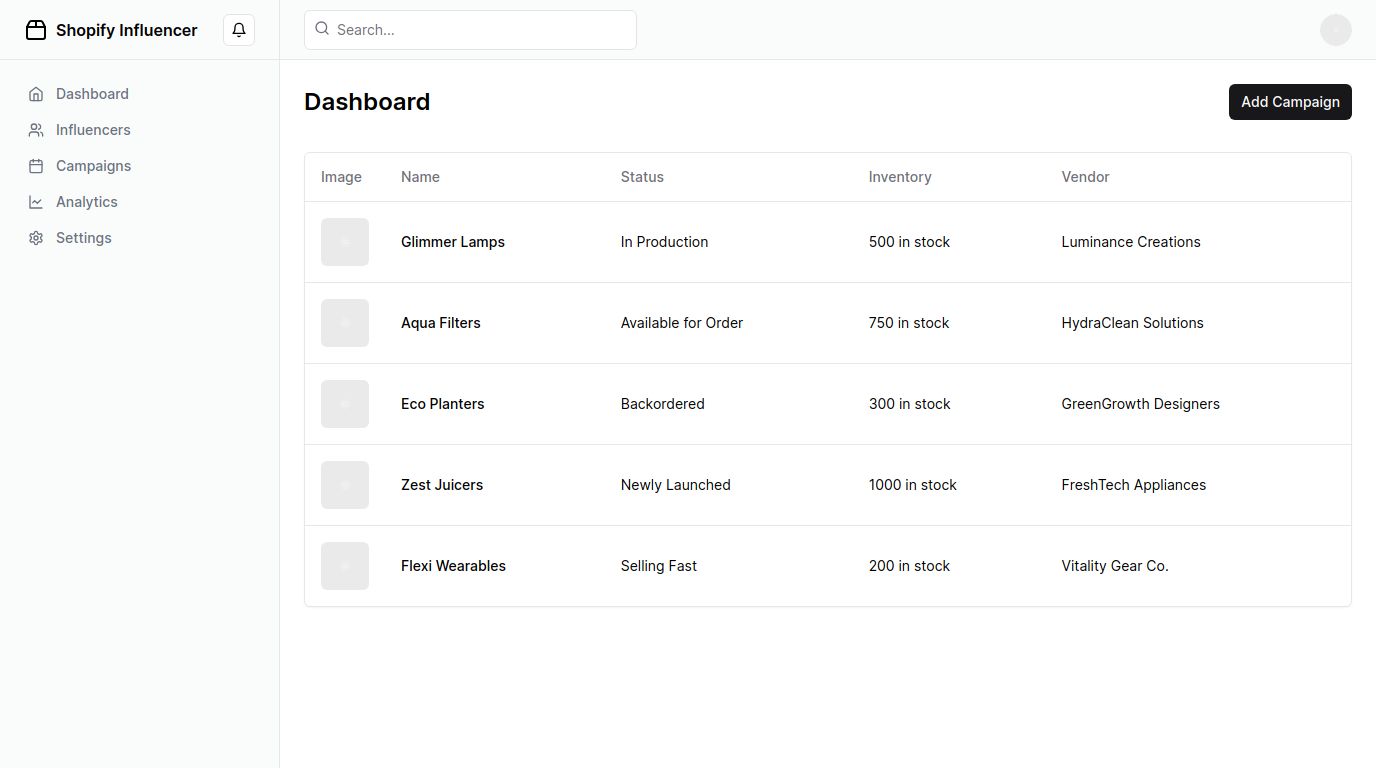 Shopify Influencer
Search...
Dashboard
Influencers
Campaigns
Analytics
Settings
Dashboard
Add Campaign
Image Name Status Inventory Vendor
Glimmer Lamps In Production 500 in stock Luminance Creations
Aqua Filters Available for Order 750 in stock HydraClean Solutions
Eco Planters Backordered 300 in stock GreenGrowth Designers
Zest Juicers Newly Launched 1000 in stock FreshTech Appliances
Flexi Wearables Selling Fast 200 in stock Vitality Gear Co.